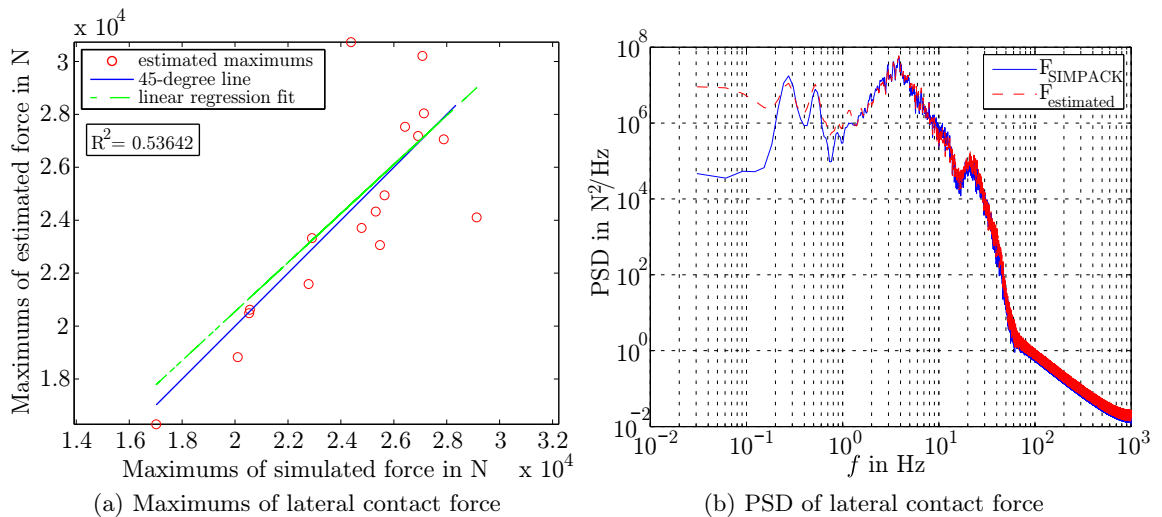 x 10^4
Maximums of estimated force in N
estimated maximums
45-degree line
linear regression fit
R^2= 0.53642
2.8
2.6
2.4
2.2
2
1.8
1.4 1.6 1.8 2 2.2 2.4 2.6 2.8 3 3.2
Maximums of simulated force in N x 10^4
(a) Maximums of lateral contact force
PSD in N^2/Hz
F_SIMPACK
F_estimated
10^8
10^6
10^4
10^2
10^0
10^-2
10^-2 10^-1 10^0 10^1 10^2 10^3
f in Hz
(b) PSD of lateral contact force